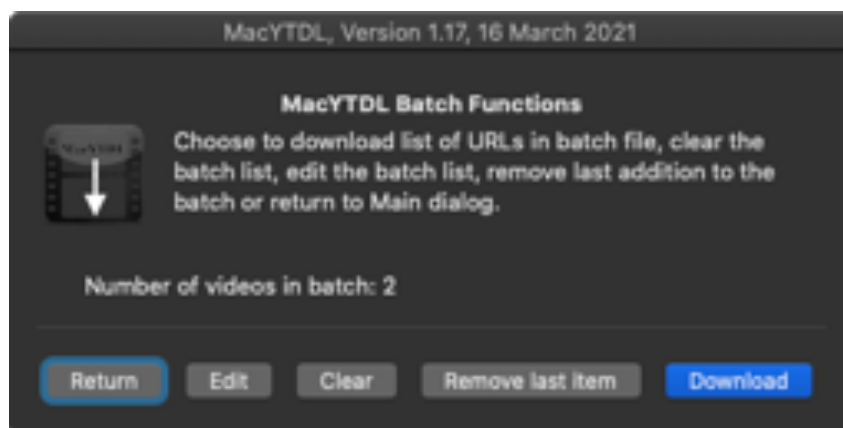 MacYTDL, Version 1.17, 16 March 2021
MacYTDL Batch Functions
Choose to download list of URLs in batch file, clear the
batch list, edit the batch list, remove last addition to the
batch or return to Main dialog.
MacYTDL
Number of videos in batch: 2
Return Edit Clear Remove last item Download